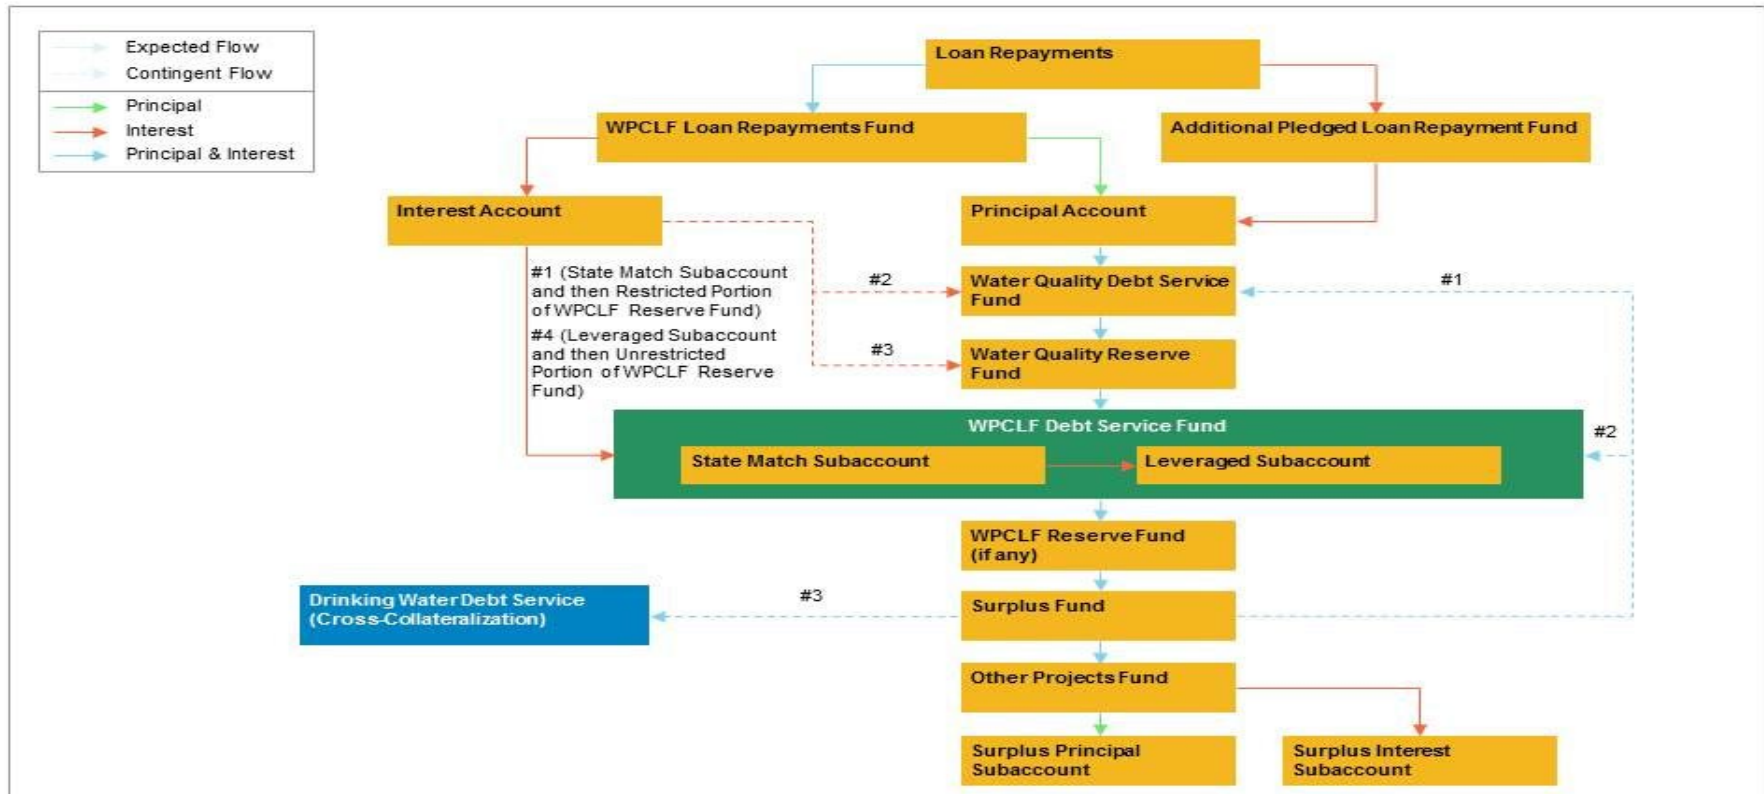 Expected Flow
Contingent Flow
Principal
Interest
Principal & Interest
Loan Repayments
WPCLF Loan Repayments Fund
Additional Pledged Loan Repayment Fund
Interest Account
Principal Account
#1 (State Match Subaccount
and then Restricted Portion
of WPCLF Reserve Fund)
#4 (Leveraged Subaccount
and then Unrestricted
Portion of WPCLF Reserve
Fund)
#2
Water Quality Debt Service
Fund
#1
#3
Water Quality Reserve
Fund
WPCLF Debt Service Fund
#2
State Match Subaccount
Leveraged Subaccount
WPCLF Reserve Fund
(if any)
Drinking Water Debt Service
(Cross-Collateralization)
#3
Surplus Fund
Other Projects Fund
Surplus Principal
Subaccount
Surplus Interest
Subaccount